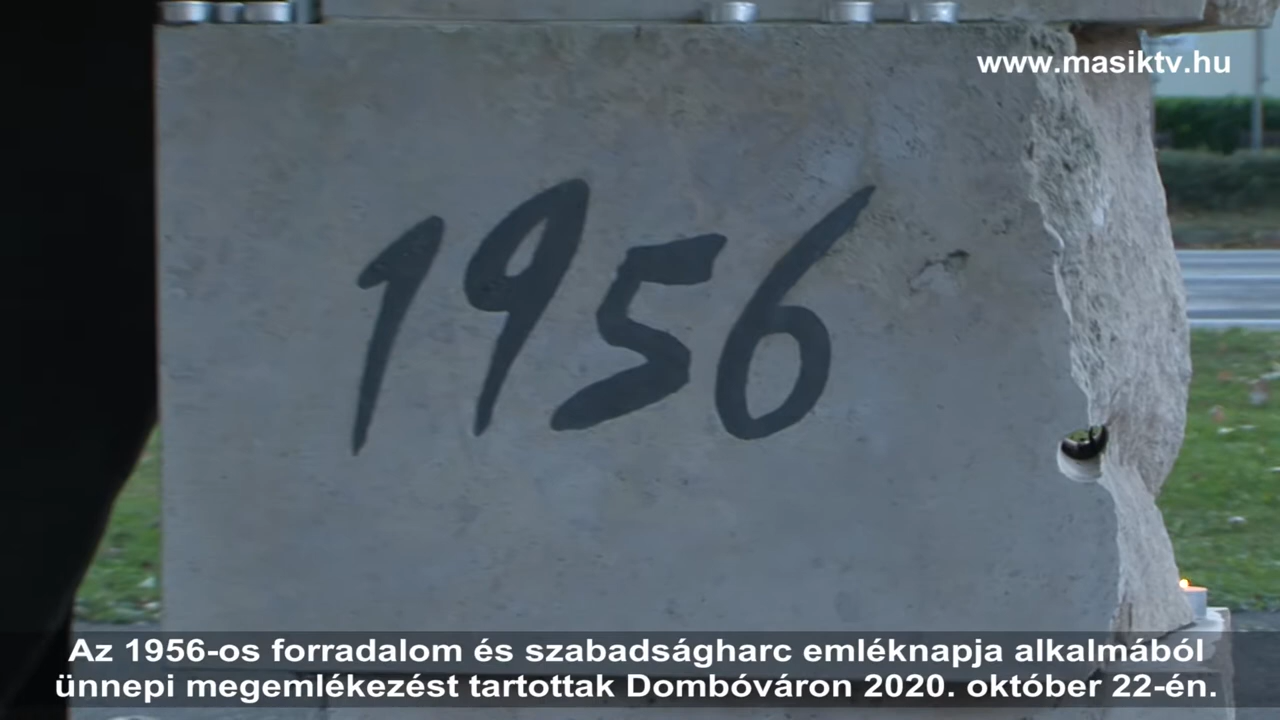 www.masiktv.hu
1956
Az 1956-os forradalom és szabadságharc emléknapja alkalmából
ünnepi megemlékezést tartottak Dombóváron 2020. október 22-én.